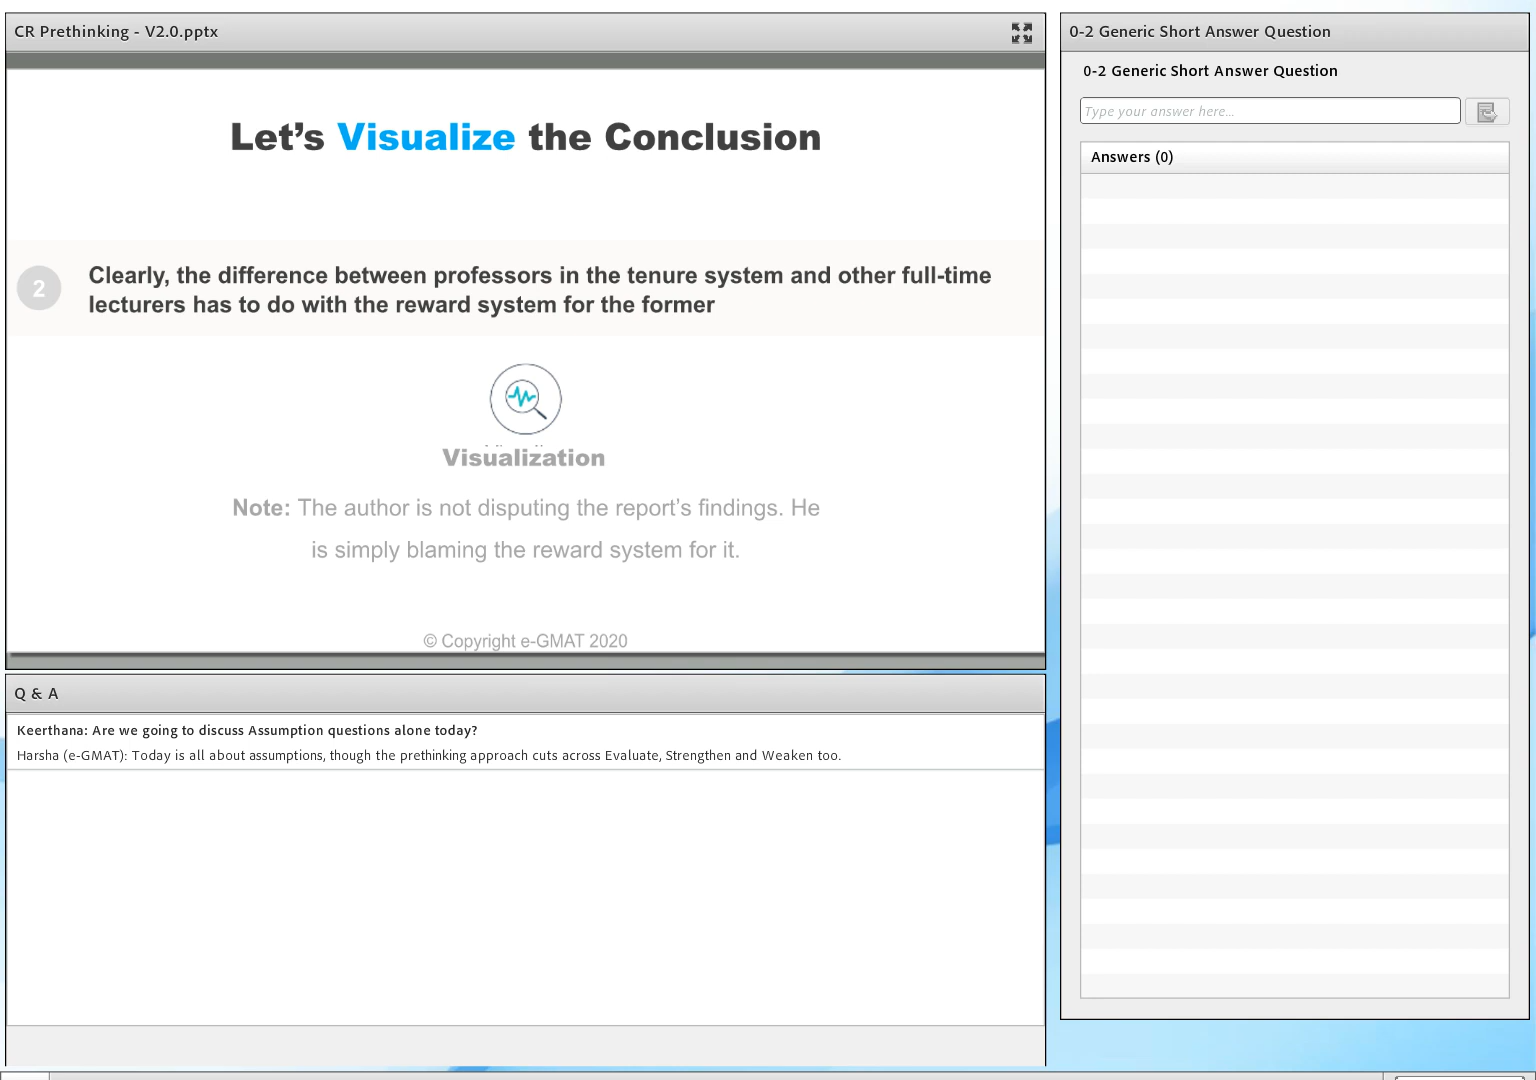 CR Prethinking - V2.0.pptx
Let's Visualize the Conclusion
2
Clearly, the difference between professors in the tenure system and other full-time
lecturers has to do with the reward system for the former
Visualization
Note: The author is not disputing the report's findings. He
is simply blaming the reward system for it.
© Copyright e-GMAT 2020
Q & A
Keerthana: Are we going to discuss Assumption questions alone today?
Harsha (e-GMAT): Today is all about assumptions, though the prethinking approach cuts across Evaluate, Strengthen and Weaken too.
0-2 Generic Short Answer Question
0-2 Generic Short Answer Question
Type your answer here...
Answers (0)